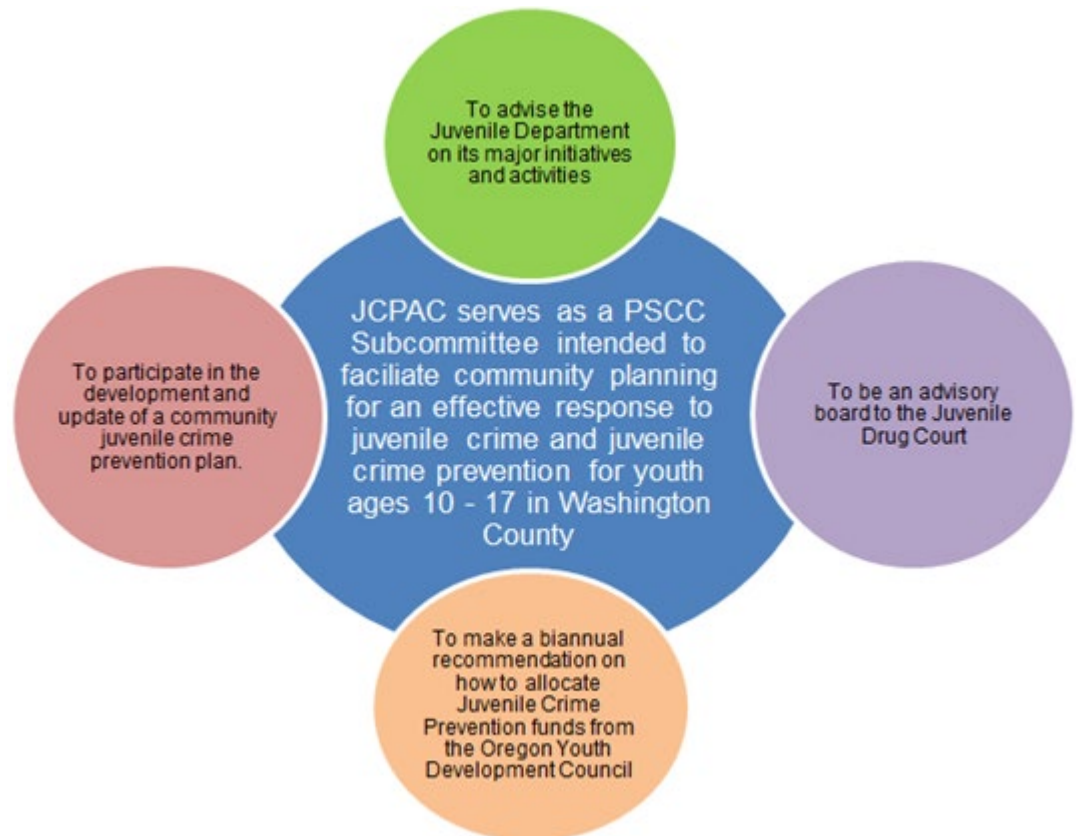 To advise the
Juvenile Department
on its major initiatives
and activities
JCPAC serves as a PSCC
Subcommittee intended to
faciliate community planning
for an effective response to
juvenile crime and juvenile
crime prevention for youth
ages 10 - 17 in Washington
County
To participate in the
development and
update of a community
juvenile crime
prevention plan.
To be an advisory
board to the Juvenile
Drug Court
To make a biannual
recommendation on
how to allocate
Juvenile Crime
Prevention funds from
the Oregon Youth
Development Council